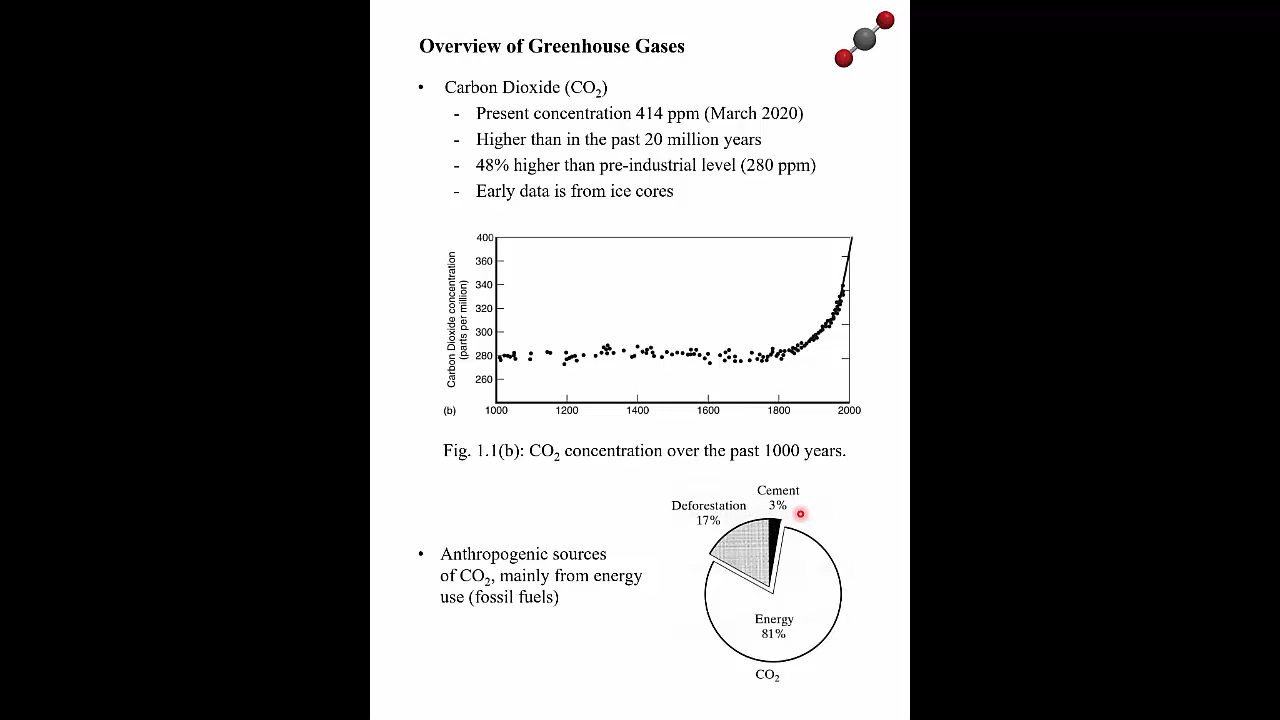 Overview of Greenhouse Gases
• Carbon Dioxide (CO₂)
- Present concentration 414 ppm (March 2020)
- Higher than in the past 20 million years
- 48% higher than pre-industrial level (280 ppm)
- Early data is from ice cores
Carbon Dioxide concentration
(parts per million)
400
360
340
320
300
280
260
(b)
1000 1200 1400 1600 1800 2000
Fig. 1.1(b): CO₂ concentration over the past 1000 years.
• Anthropogenic sources
of CO₂, mainly from energy
use (fossil fuels)
Cement
3%
Deforestation
17%
Energy
81%
CO₂